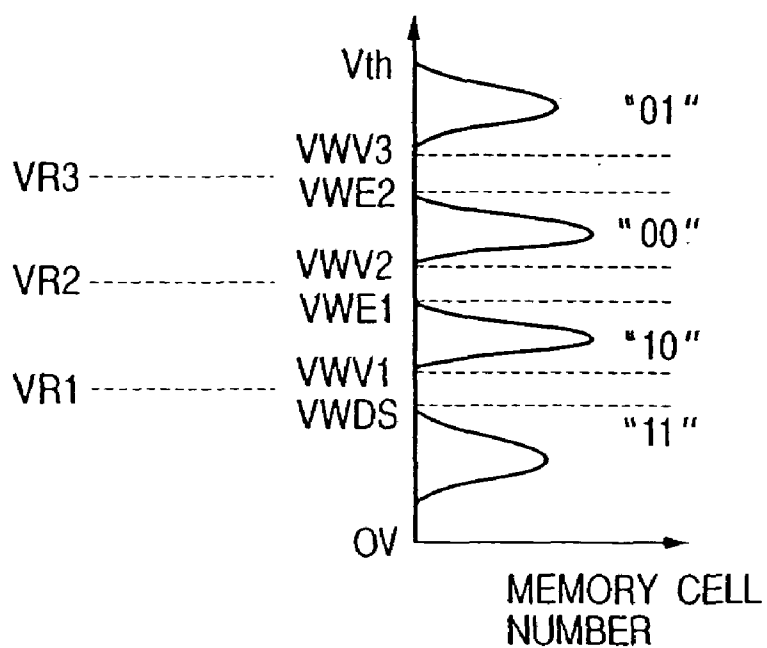 Vth
"01"
VWV3
VR3
VWE2
"00"
VWV2
VR2
VWE1
"10"
VWV1
VR1
VWDS
"11"
0V
MEMORY CELL
NUMBER